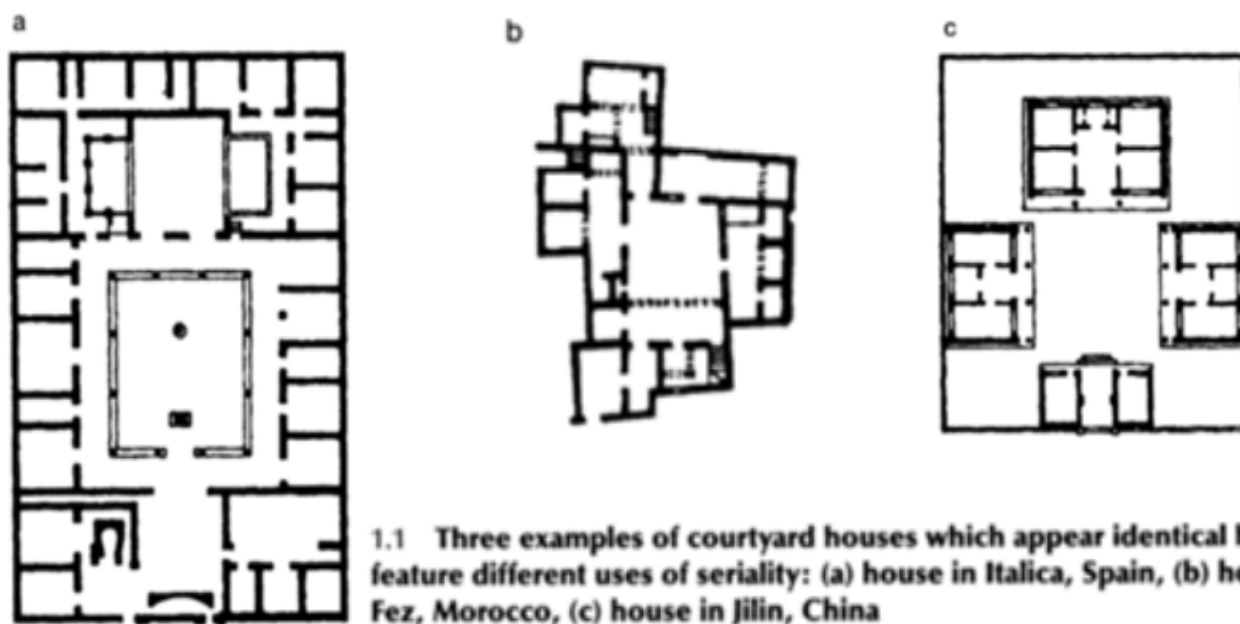 a
b
c
1.1 Three examples of courtyard houses which appear identical
feature different uses of seriality: (a) house in Italica, Spain, (b)
Fez, Morocco, (c) house in Jilin, China